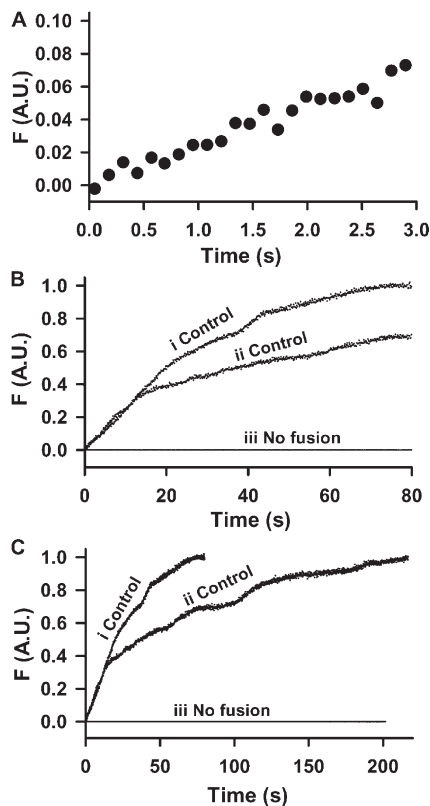 A
F (A.U.)
0.10
0.08
0.06
0.04
0.02
0.00
0.0 0.5 1.0 1.5 2.0 2.5 3.0
Time (s)
B
F (A.U.)
1.0
0.8
0.6
0.4
0.2
0.0
i Control
ii Control
iii No fusion
0 20 40 60 80
Time (s)
C
F (A.U.)
1.0
0.8
0.6
0.4
0.2
0.0
i Control
ii Control
iii No fusion
0 50 100 150 200
Time (s)